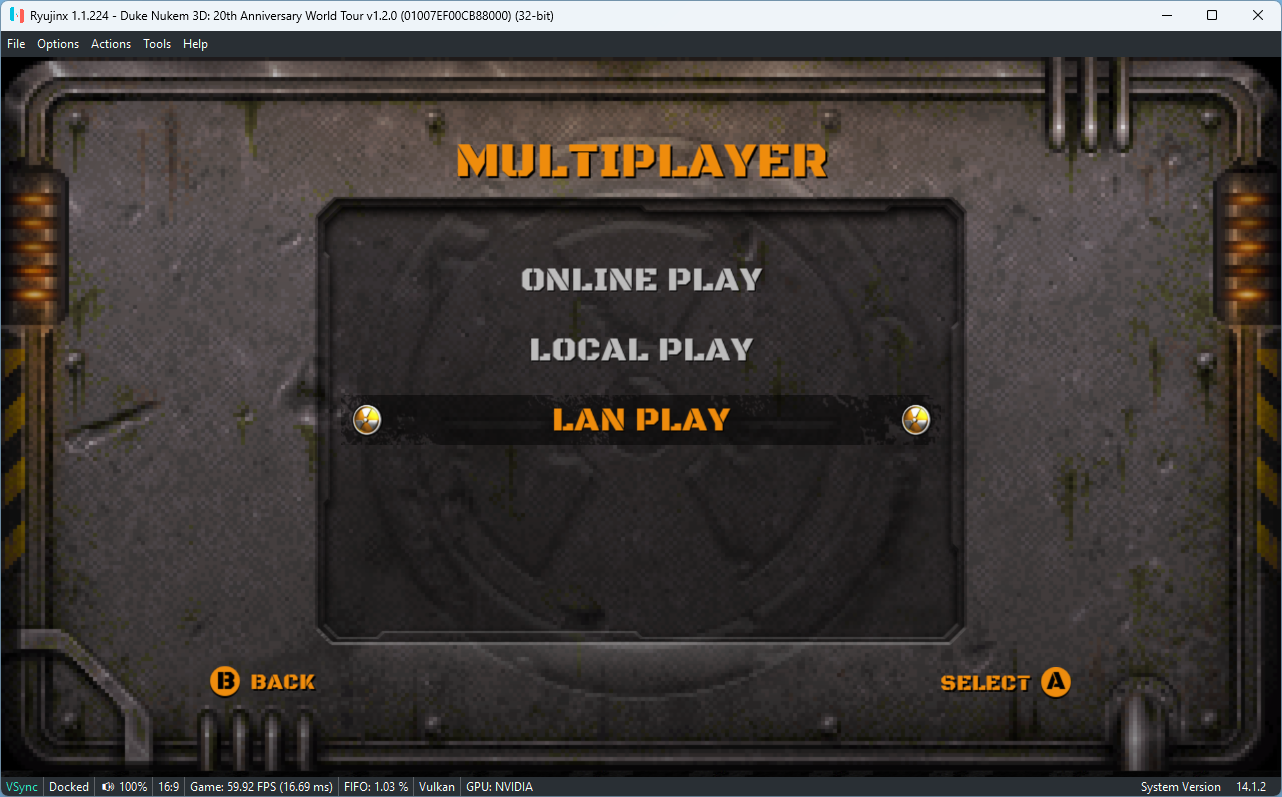 Ryujinx 1.1.224 - Duke Nukem 3D: 20th Anniversary World Tour v1.2.0 (01007EF00CB88000) (32-bit)
File Options Actions Tools Help
MULTIPLAYER
ONLINE PLAY
LOCAL PLAY
LAN PLAY
B BACK SELECT A
VSync Docked 100% 16:9 Game: 59.92 FPS (16.69 ms) FIFO: 1.03 % Vulkan GPU: NVIDIA System Version 14.1.2